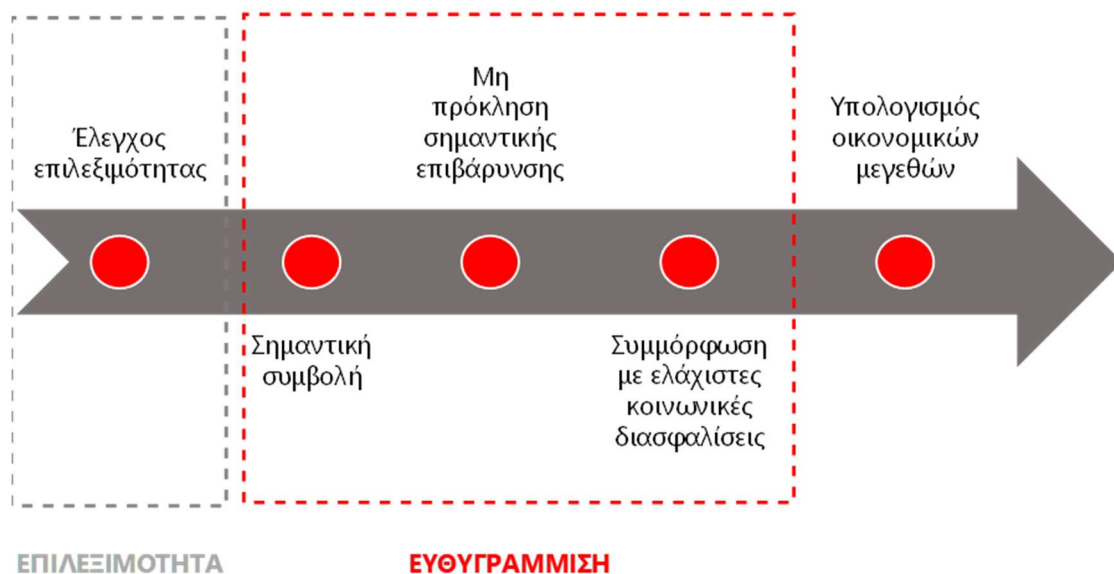 Έλεγχος
επιλεξιμότητας
Σημαντική
συμβολή
Μη
πρόκληση
σημαντικής
επιβάρυνσης
Συμμόρφωση
με ελάχιστες
κοινωνικές
διασφαλίσεις
Υπολογισμός
οικονομικών
μεγεθών
ΕΠΙΛΕΞΙΜΟΤΗΤΑ
ΕΥΘΥΓΡΑΜΜΙΣΗ